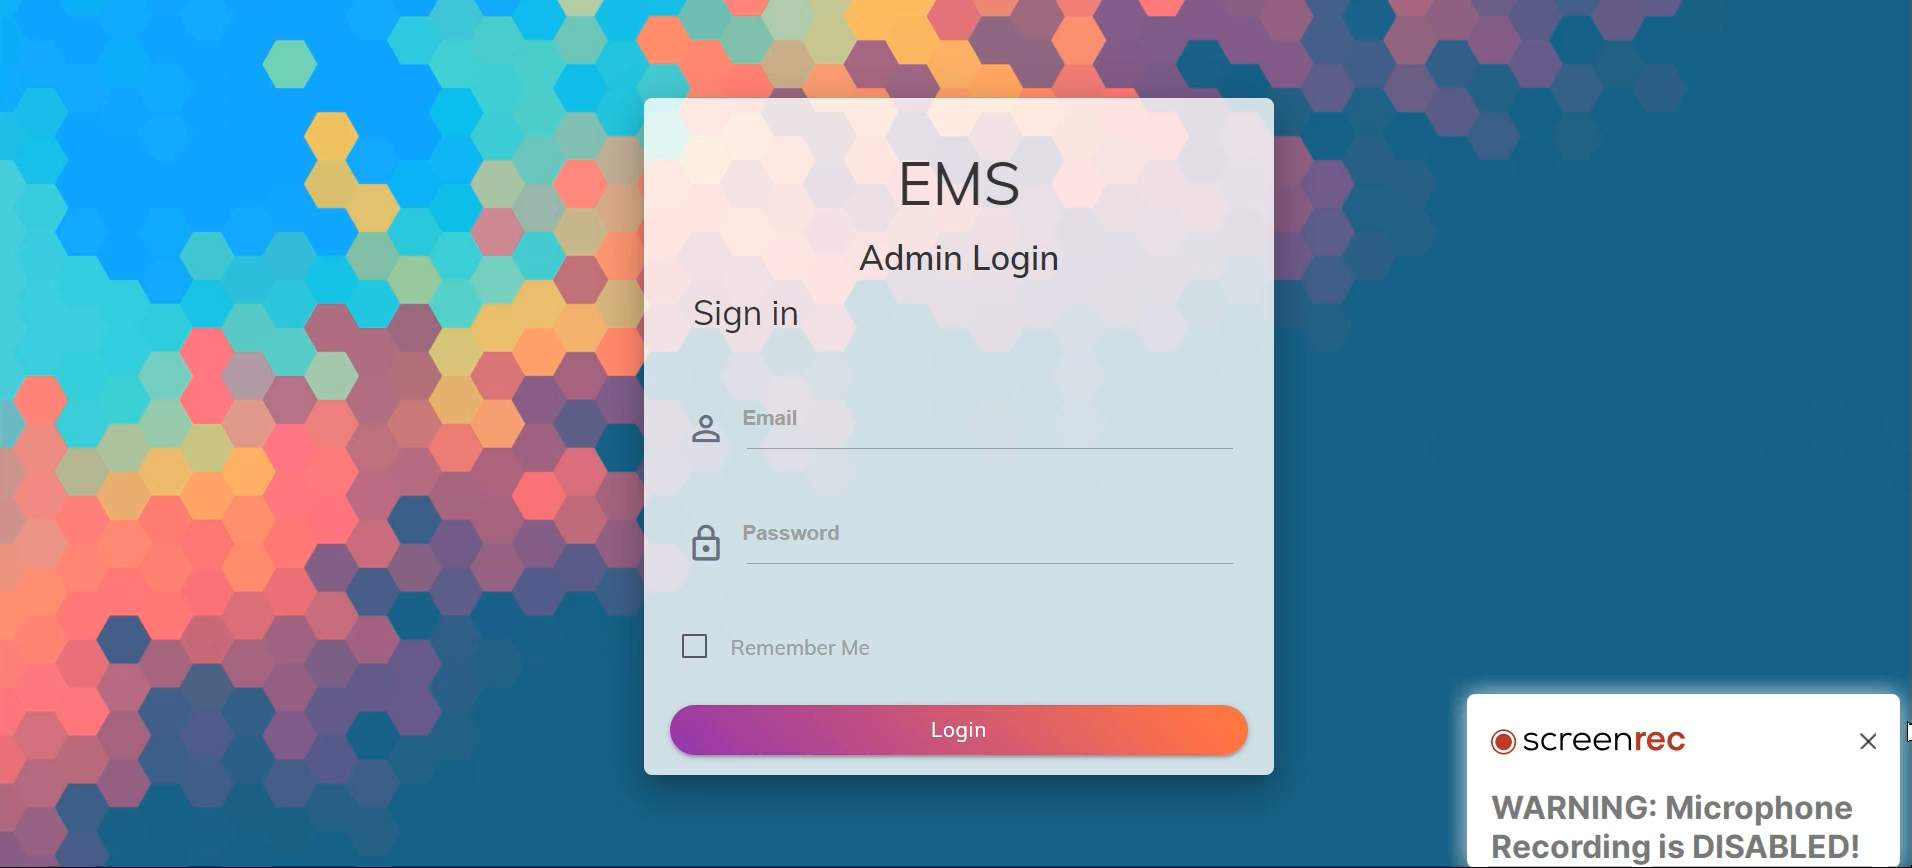 EMS
Admin Login
Sign in
Email
Password
Remember Me
Login
screenrec
WARNING: Microphone
Recording is DISABLED!